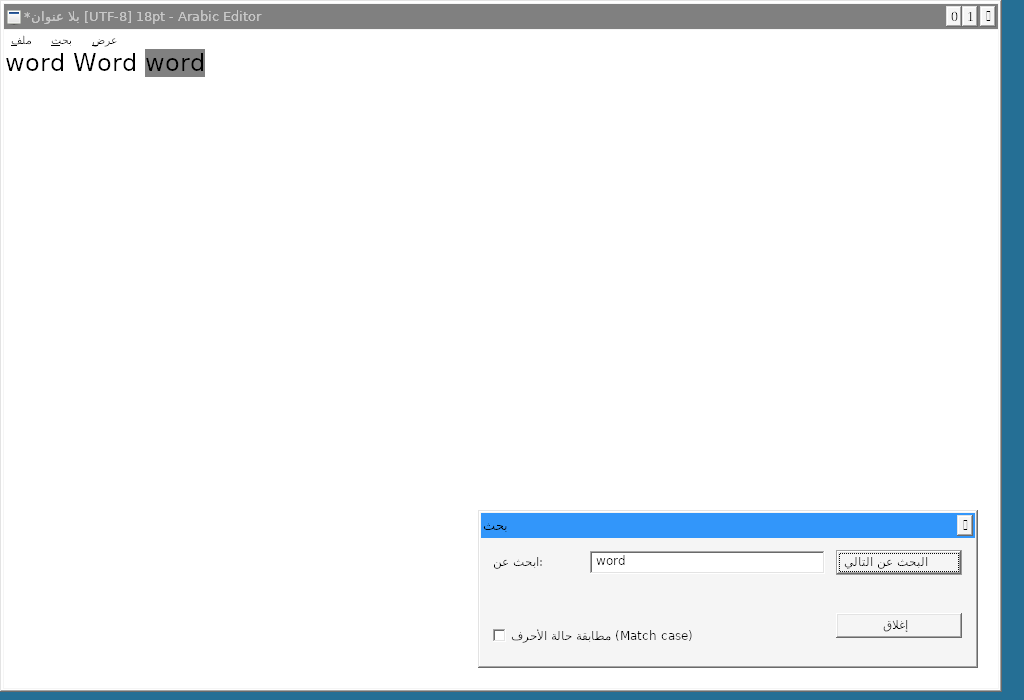 *بلا عنوان [UTF-8] 18pt - Arabic Editor
ملف بحث عرض
word Word word
بحث
ابحث عن:
word
البحث عن التالي
إغلاق
مطابقة حالة الأحرف (Match case)